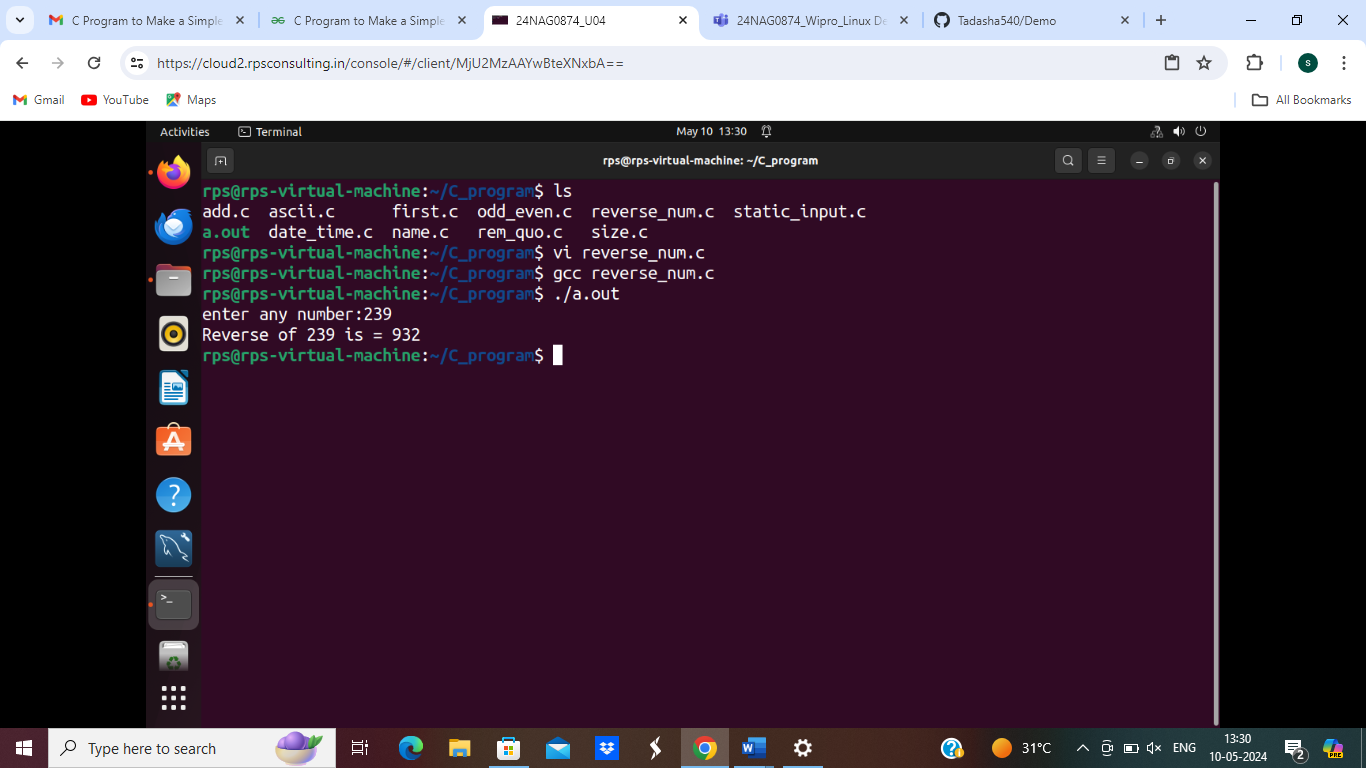 C Program to Make a Simple
C Program to Make a Simple
24NAG0874_U04
24NAG0874_Wipro_Linux De
Tadasha540/Demo
https://cloud2.rpsconsulting.in/console/#/client/MjU2MzAAYwBteXNxbA==
S
Gmail
YouTube
Maps
All Bookmarks
Activities
Terminal
May 10 13:30
rps@rps-virtual-machine: ~/C_program
rps@rps-virtual-machine:~/C_program$ ls
add.c ascii.c first.c odd_even.c reverse_num.c static_input.c
a.out date_time.c name.c rem_quo.c size.c
rps@rps-virtual-machine:~/C_program$ vi reverse_num.c
rps@rps-virtual-machine:~/C_program$ gcc reverse_num.c
rps@rps-virtual-machine:~/C_program$ ./a.out
enter any number:239
Reverse of 239 is = 932
rps@rps-virtual-machine:~/C_program$
Type here to search
31°C
ENG
13:30
10-05-2024
2
PRE